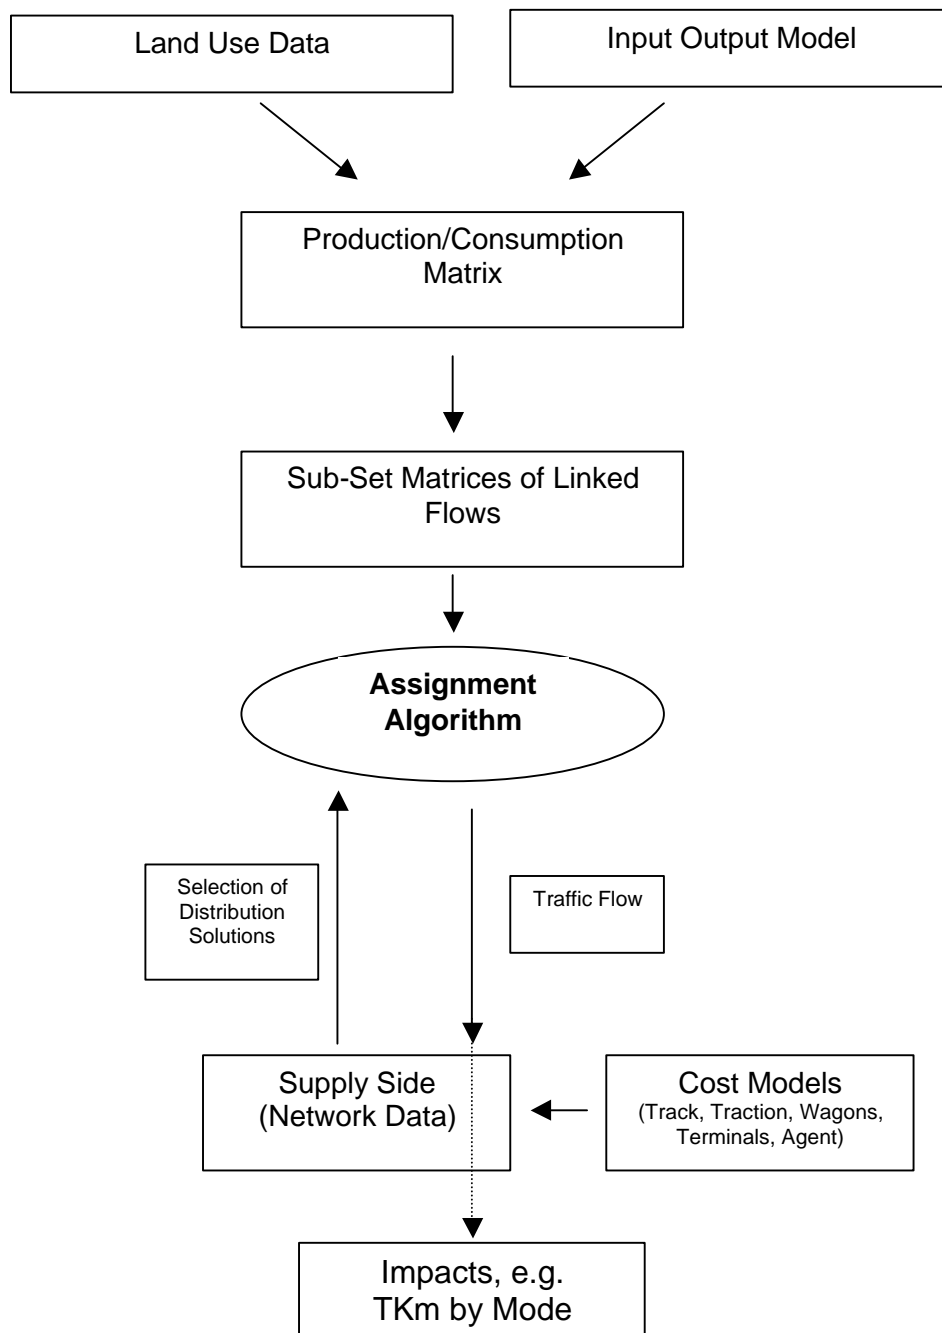 Land Use Data
Input Output Model
Production/Consumption
Matrix
Sub-Set Matrices of Linked
Flows
Assignment
Algorithm
Selection of
Distribution
Solutions
Traffic Flow
Supply Side
(Network Data)
Cost Models
(Track, Traction, Wagons,
Terminals, Agent)
Impacts, e.g.
TKm by Mode